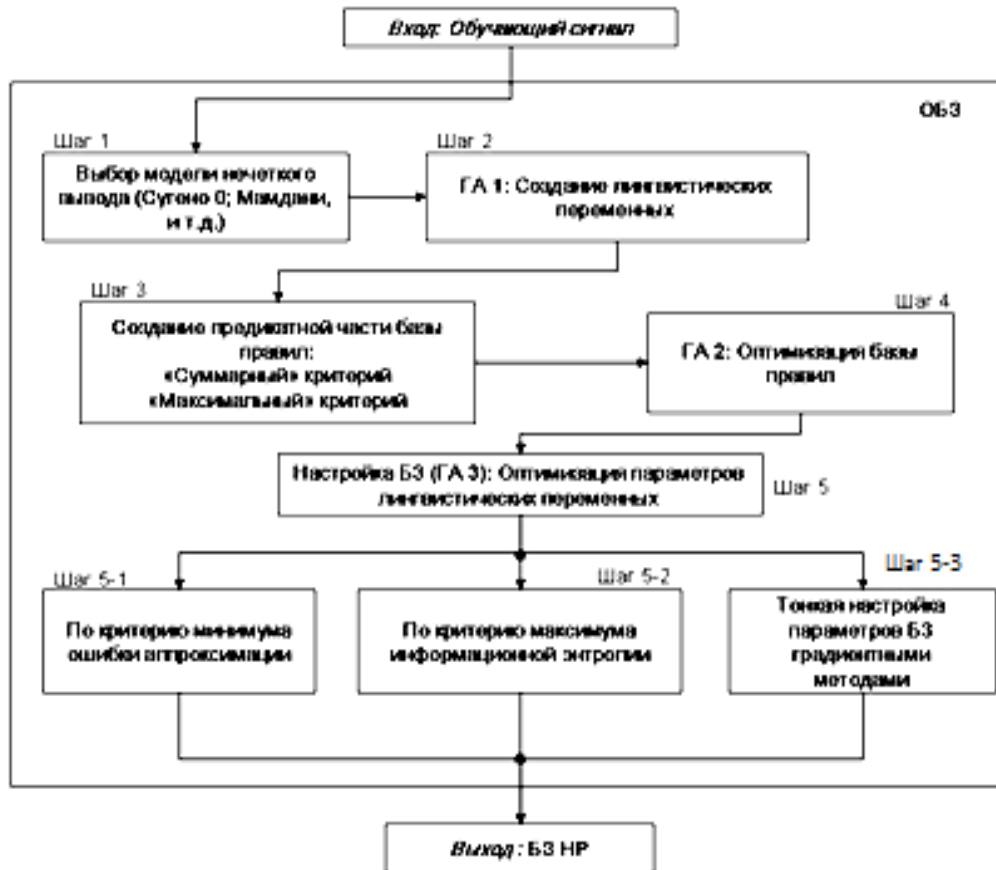 Вход: Обучающий сигнал
ОБЗ
Шаг 1
Выбор модели нечеткого
вывода (Сугено 0; Мамдани,
и т.д.)
Шаг 2
ГА 1: Создание лингвистических
переменных
Шаг 3
Создание предикатной части базы
правил:
«Суммарный» критерий
«Максимальный» критерий
Шаг 4
ГА 2: Оптимизация базы
правил
Настройка БЗ (ГА 3): Оптимизация параметров
лингвистических переменных
Шаг 5
Шаг 5-1
По критерию минимума
ошибки аппроксимации
Шаг 5-2
По критерию максимума
информационной энтропии
Шаг 5-3
Тонкая настройка
параметров БЗ
градиентными
методами
Выход: БЗ НР